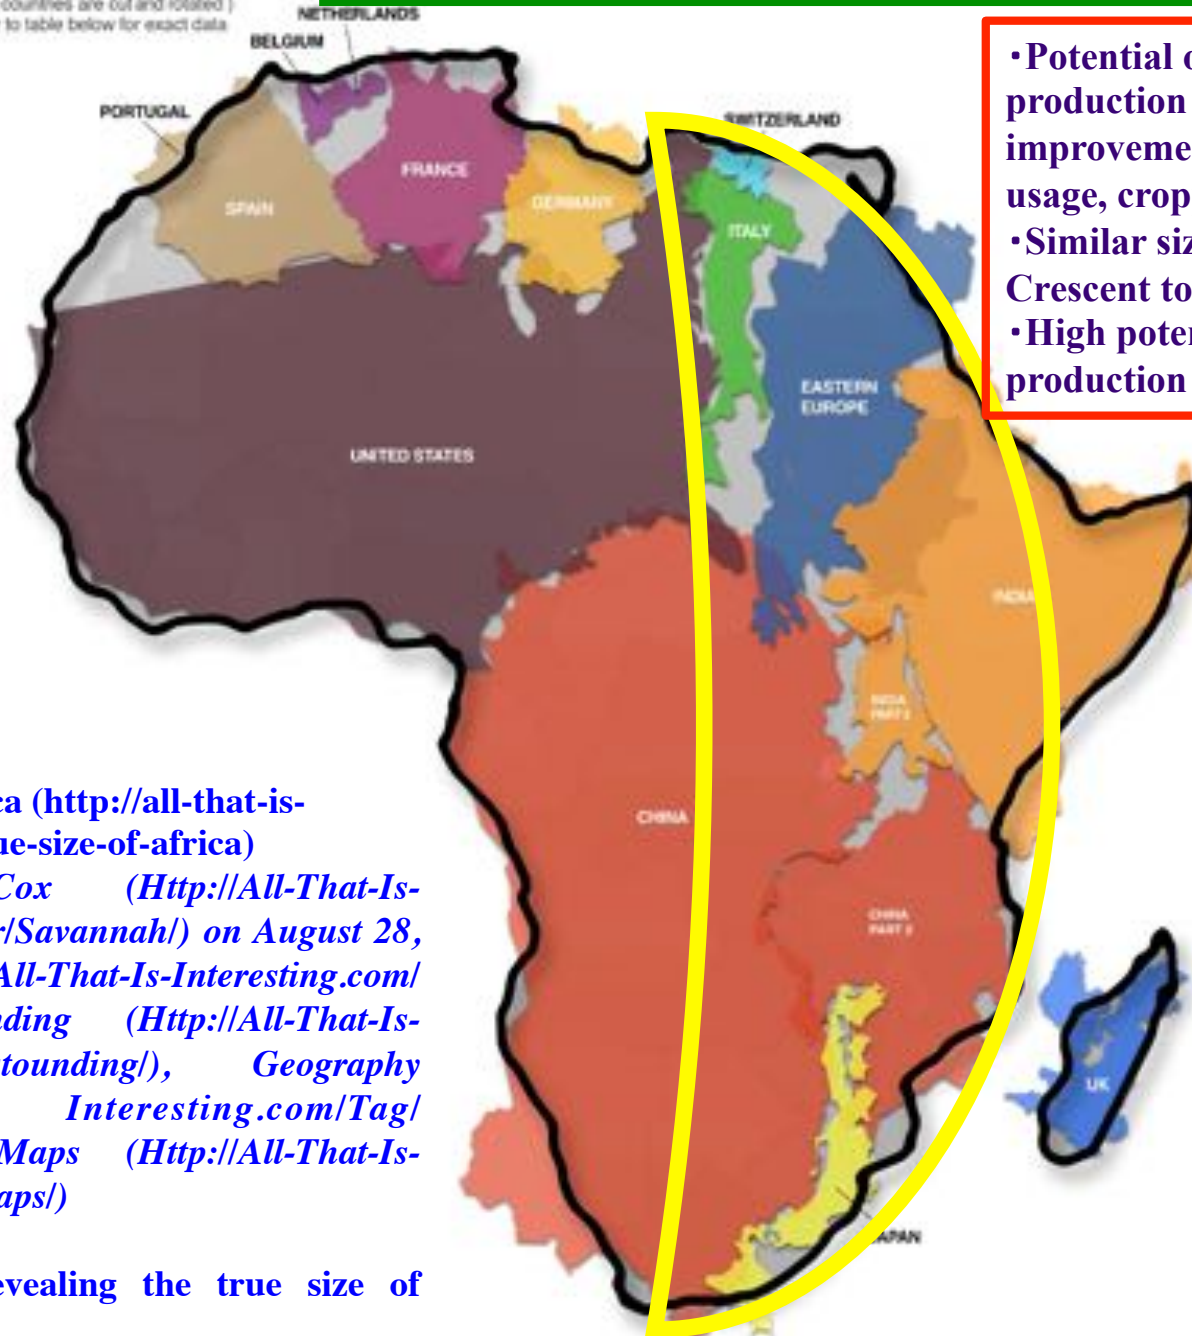 countries are cut and rotated )
to table below for exact data
NETHERLANDS
BELGIUM
PORTUGAL
SWITZERLAND
FRANCE
SPAIN
GERMANY
ITALY
EASTERN
EUROPE
UNITED STATES
INDIA
INDIA
PART 2
CHINA
CHINA
PART 2
UK
JAPAN
·Potential o
production
improveme
usage, crop
·Similar siz
Crescent to
·High poten
production
ca (http://all-that-is-
ue-size-of-africa)
Cox (Http://All-That-Is-
r/Savannah/) on August 28,
All-That-Is-Interesting.com/
nding (Http://All-That-Is-
tounding/), Geography
Interesting.com/Tag/
Maps (Http://All-That-Is-
aps/)
evealing the true size of